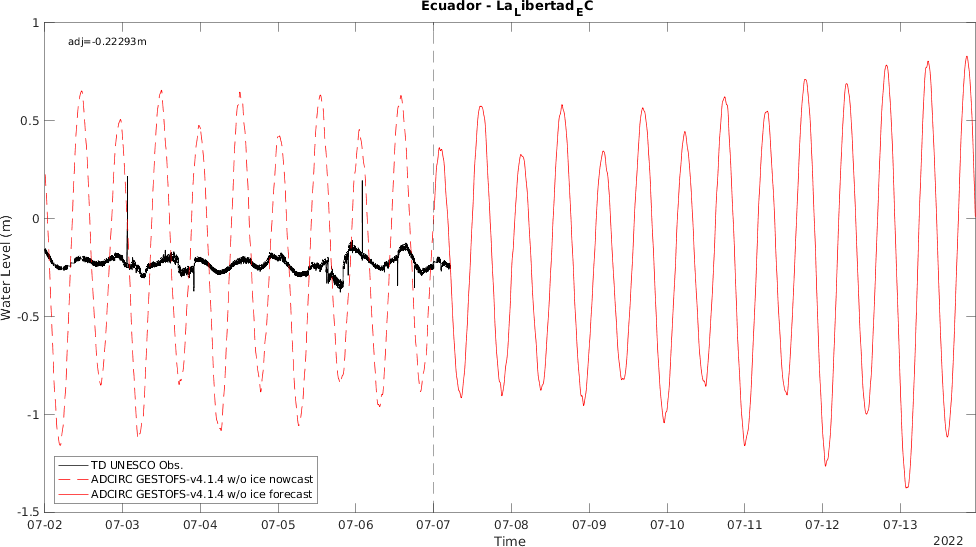 Ecuador - LaLibertadEC
adj=-0.22293m
1
0.5
0
-0.5
-1
-1.5
Water Level (m)
TD UNESCO Obs.
ADCIRC GESTOFS-v4.1.4 w/o ice nowcast
ADCIRC GESTOFS-v4.1.4 w/o ice forecast
07-02 07-03 07-04 07-05 07-06 07-07 07-08 07-09 07-10 07-11 07-12 07-13
Time
2022